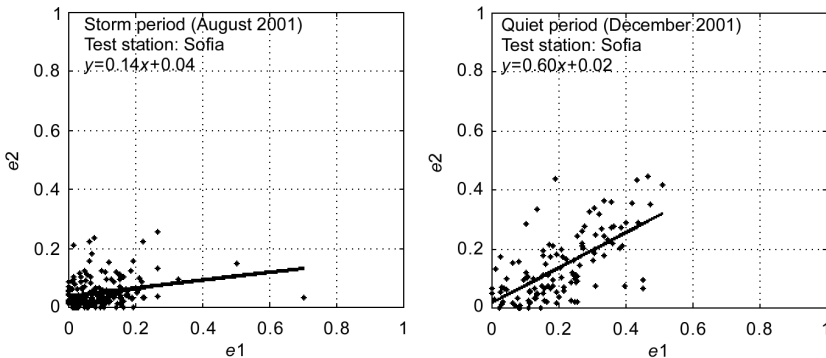 Storm period (August 2001)
Test station: Sofia
y=0.14x+0.04
1
0.8
0.6
0.4
0.2
0
e2
0 0.2 0.4 0.6 0.8 1
e1
Quiet period (December 2001)
Test station: Sofia
y=0.60x+0.02
1
0.8
0.6
0.4
0.2
0
e2
0 0.2 0.4 0.6 0.8 1
e1